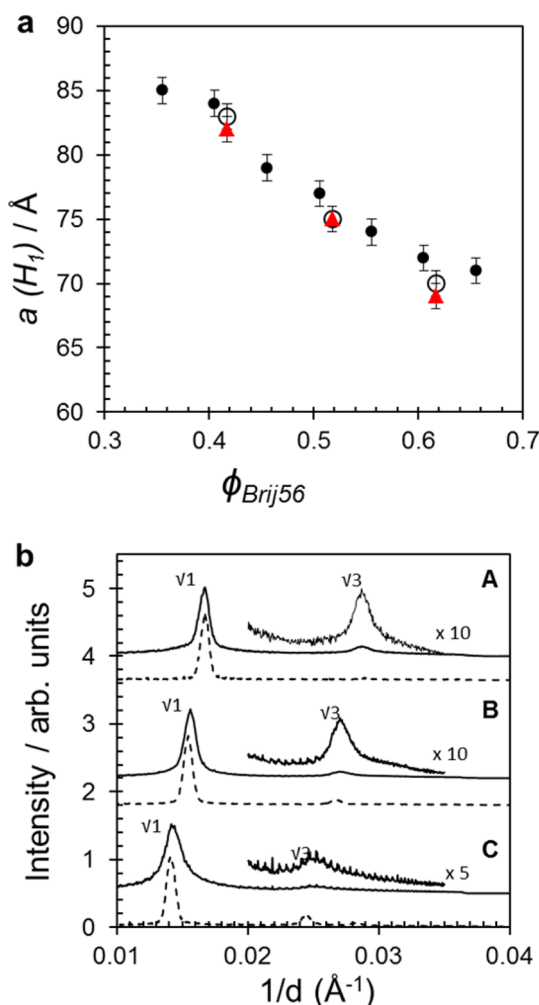 a
90
85
80
75
70
65
60
a (H₁) / Å
0.3 0.4 0.5 0.6 0.7
ϕBrij56
b
5
4
3
2
1
0
Intensity / arb. units
√1 √3 A
x 10
√1 √3 B
x 10
√1 √3 C
x 5
0.01 0.02 0.03 0.04
1/d (Å⁻¹)